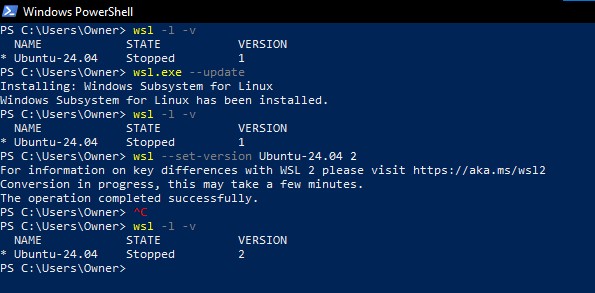 Windows PowerShell
PS C:\Users\Owner> wsl -l -v
  NAME            STATE           VERSION
* Ubuntu-24.04    Stopped         1
PS C:\Users\Owner> wsl.exe --update
Installing: Windows Subsystem for Linux
Windows Subsystem for Linux has been installed.
PS C:\Users\Owner> wsl -l -v
  NAME            STATE           VERSION
* Ubuntu-24.04    Stopped         1
PS C:\Users\Owner> wsl --set-version Ubuntu-24.04 2
For information on key differences with WSL 2 please visit https://aka.ms/wsl2
Conversion in progress, this may take a few minutes.
The operation completed successfully.
PS C:\Users\Owner> ^C
PS C:\Users\Owner> wsl -l -v
  NAME            STATE           VERSION
* Ubuntu-24.04    Stopped         2
PS C:\Users\Owner>